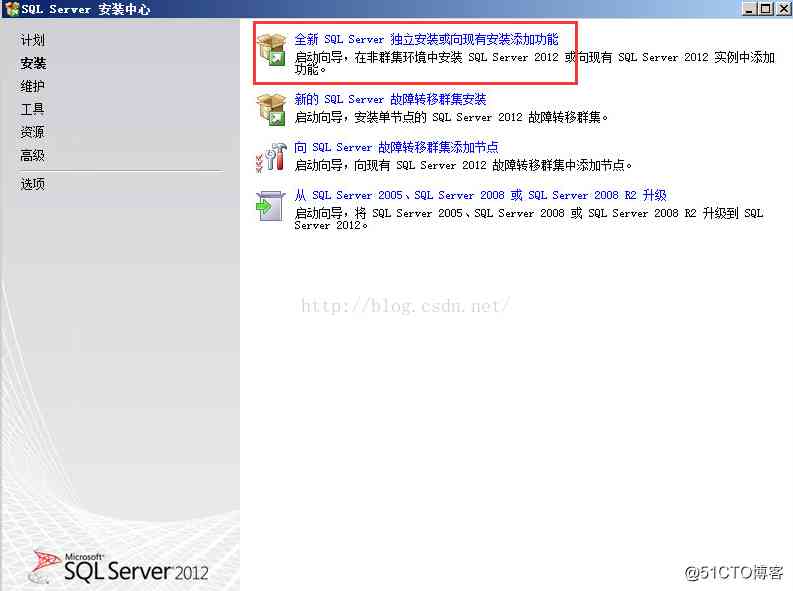 SQL Server 安装中心
计划
安装
维护
工具
资源
高级
选项
全新 SQL Server 独立安装或向现有安装添加功能
启动向导，在非群集环境中安装 SQL Server 2012 或向现有 SQL Server 2012 实例中添加
功能。
新的 SQL Server 故障转移群集安装
启动向导，安装单节点的 SQL Server 2012 故障转移群集。
向 SQL Server 故障转移群集添加节点
启动向导，向现有 SQL Server 2012 故障转移群集中添加节点。
从 SQL Server 2005、SQL Server 2008 或 SQL Server 2008 R2 升级
启动向导，将 SQL Server 2005、SQL Server 2008 或 SQL Server 2008 R2 升级到 SQL
Server 2012。
http://blog.csdn.net/
Microsoft
SQL Server 2012
@51CTO博客